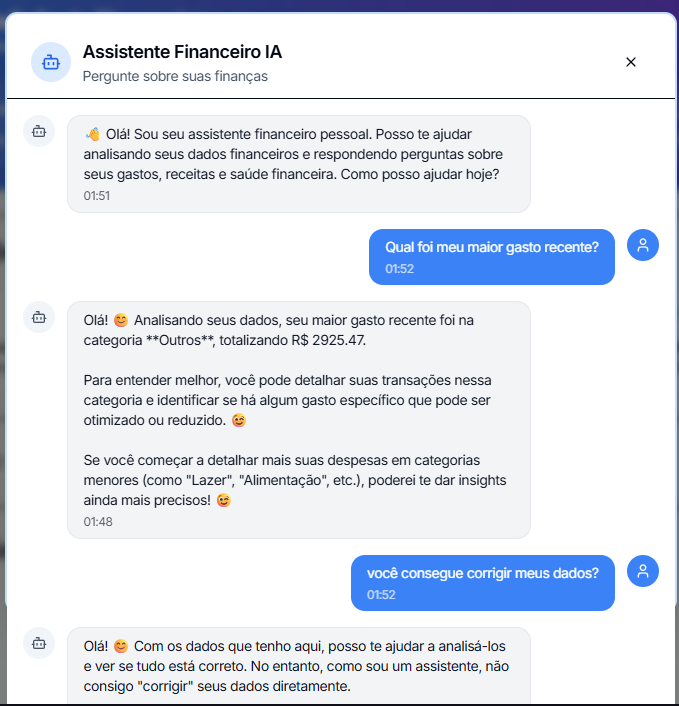 Assistente Financeiro IA
Pergunte sobre suas finanças
👋 Olá! Sou seu assistente financeiro pessoal. Posso te ajudar
analisando seus dados financeiros e respondendo perguntas sobre
seus gastos, receitas e saúde financeira. Como posso ajudar hoje?
01:51
Qual foi meu maior gasto recente?
01:52
Olá! 😊 Analisando seus dados, seu maior gasto recente foi na
categoria **Outros**, totalizando R$ 2925.47.
Para entender melhor, você pode detalhar suas transações nessa
categoria e identificar se há algum gasto específico que pode ser
otimizado ou reduzido. 😉
Se você começar a detalhar mais suas despesas em categorias
menores (como "Lazer", "Alimentação", etc.), poderei te dar insights
ainda mais precisos! 😉
01:48
você consegue corrigir meus dados?
01:52
Olá! 😊 Com os dados que tenho aqui, posso te ajudar a analisá-los
e ver se tudo está correto. No entanto, como sou um assistente, não
consigo "corrigir" seus dados diretamente.